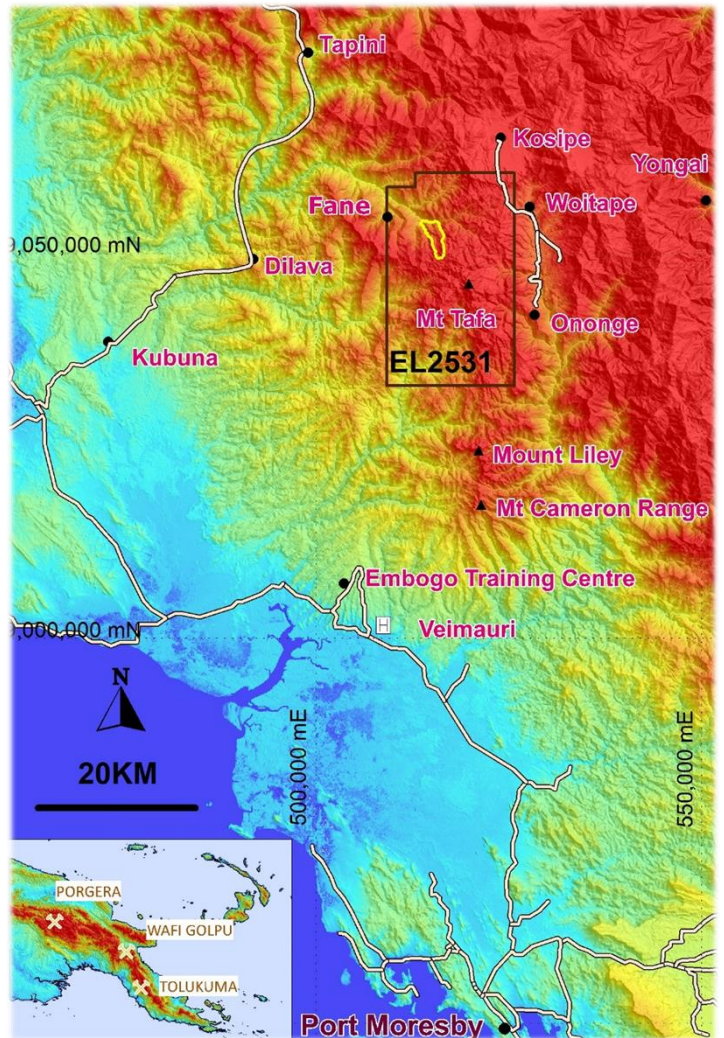 Tapini
Kosipe
Yongai
Fane
Woitape
9,050,000 mN
Dilava
Mt Tafa
Ononge
Kubuna
EL2531
Mount Liley
Mt Cameron Range
Embogo Training Centre
H
Veimauri
9,000,000 mN
N
20KM
500,000 mE
550,000 mE
PORGERA
WAFI GOLPU
TOLUKUMA
Port Moresby